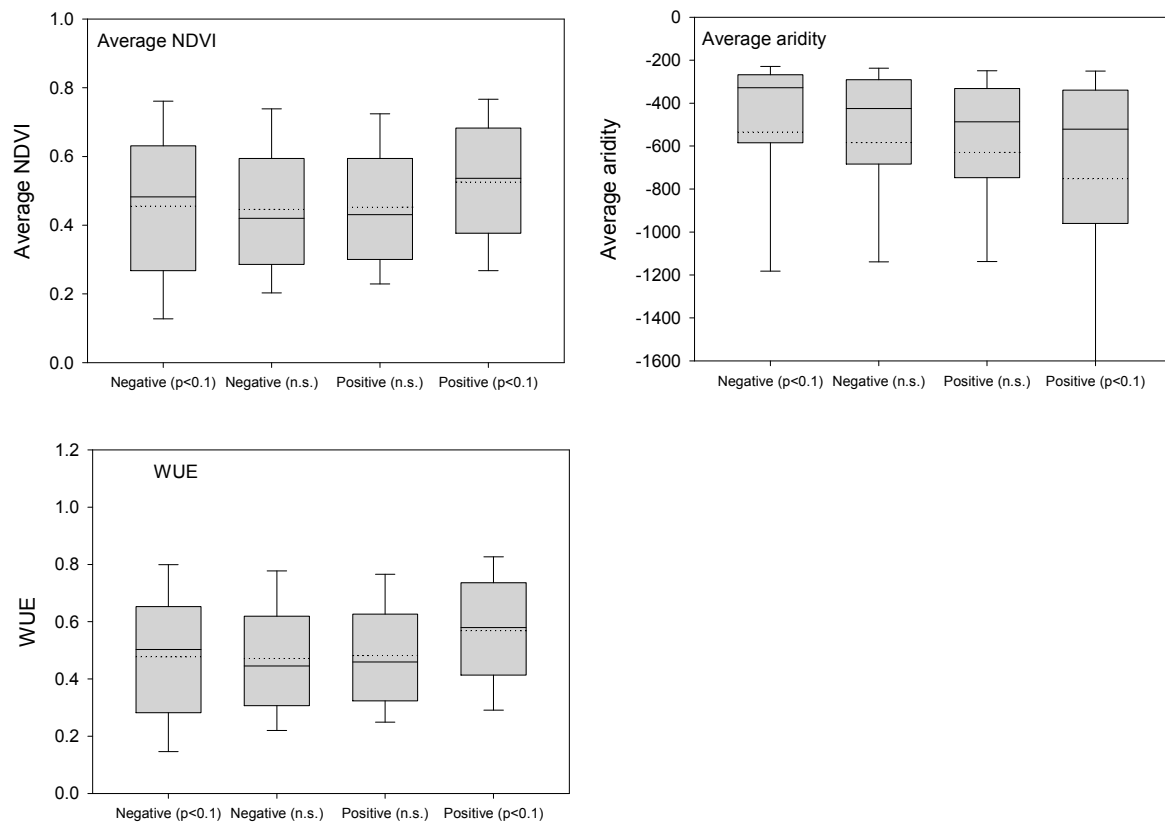 Average NDVI
Average NDVI
1.0
0.8
0.6
0.4
0.2
0.0
Negative (p<0.1) Negative (n.s.) Positive (n.s.) Positive (p<0.1)
Average aridity
Average aridity
0
-200
-400
-600
-800
-1000
-1200
-1400
-1600
Negative (p<0.1) Negative (n.s.) Positive (n.s.) Positive (p<0.1)
WUE
WUE
1.2
1.0
0.8
0.6
0.4
0.2
0.0
Negative (p<0.1) Negative (n.s.) Positive (n.s.) Positive (p<0.1)